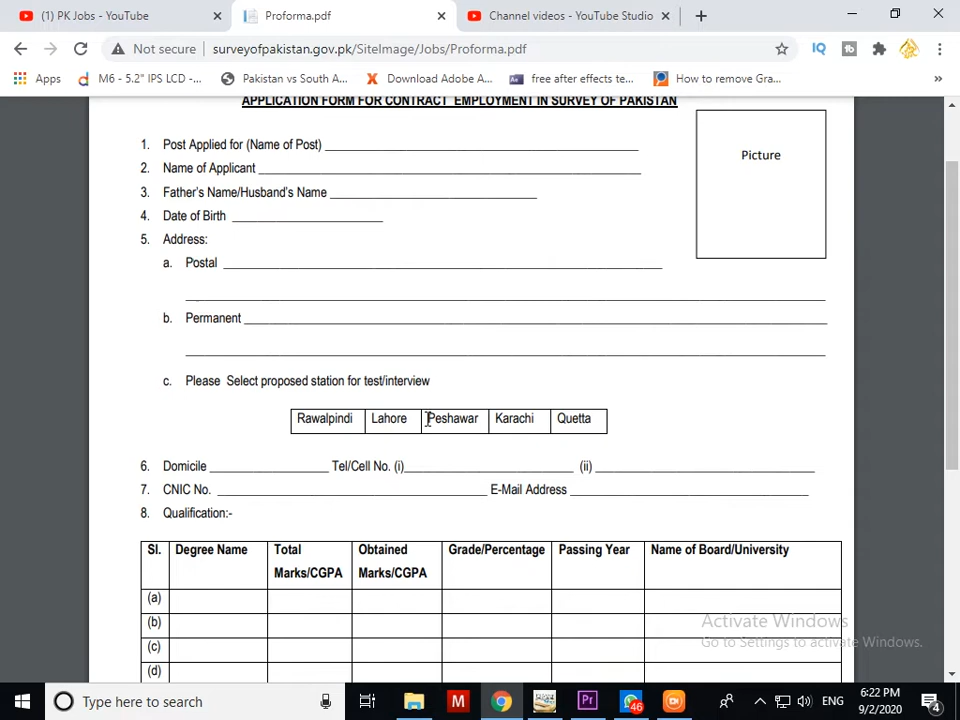 (1) PK Jobs - YouTube
Proforma.pdf
Channel videos - YouTube Studio
Not secure
surveyofpakistan.gov.pk/SiteImage/Jobs/Proforma.pdf
IQ
Apps
M6 - 5.2" IPS LCD -...
Pakistan vs South A...
Download Adobe A...
free after effects te...
How to remove Gra...
»
APPLICATION FORM FOR CONTRACT EMPLOYMENT IN SURVEY OF PAKISTAN
Picture
1. Post Applied for (Name of Post)
2. Name of Applicant
3. Father's Name/Husband's Name
4. Date of Birth
5. Address:
a. Postal
b. Permanent
c. Please Select proposed station for test/interview
Rawalpindi Lahore Peshawar Karachi Quetta
6. Domicile Tel/Cell No. (i) (ii)
7. CNIC No. E-Mail Address
8. Qualification:-
Sl. Degree Name Total Marks/CGPA Obtained Marks/CGPA Grade/Percentage Passing Year Name of Board/University
(a)
(b)
(c)
(d)
Activate Windows
Go to Settings to activate Windows.
Type here to search
46
ENG
6:22 PM
9/2/2020
4